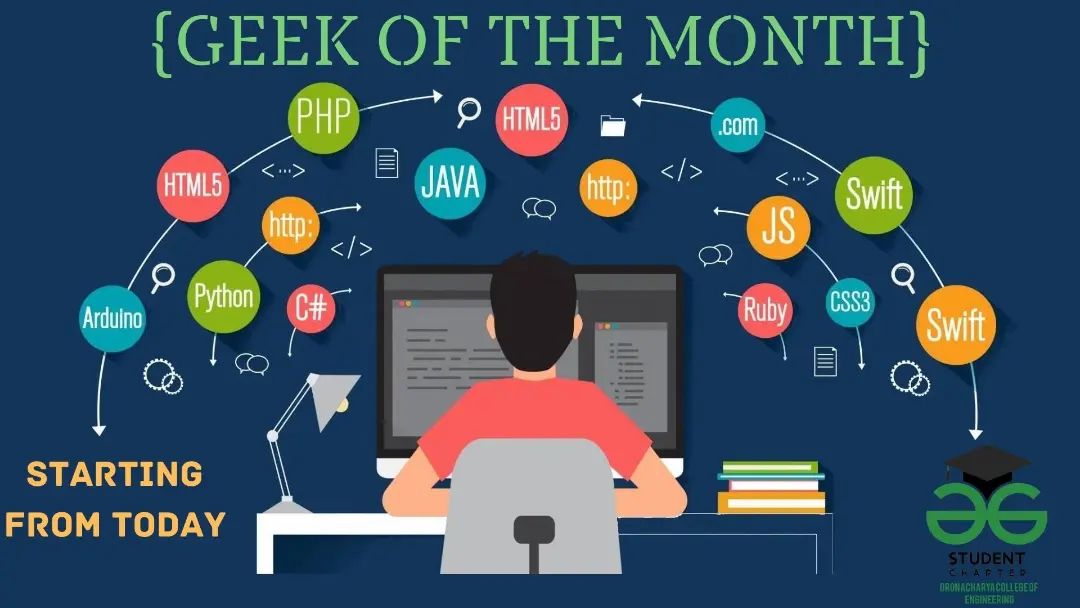 {GEEK OF THE MONTH}
PHP
HTML5
.com
HTML5
JAVA
http:
Swift
http:
JS
Python
C#
Ruby
CSS3
Arduino
Swift
</>
</>
<...>
<...>
STARTING
FROM TODAY
GG
STUDENT
CHAPTER
DRONACHARYA COLLEGE OF
ENGINEERING